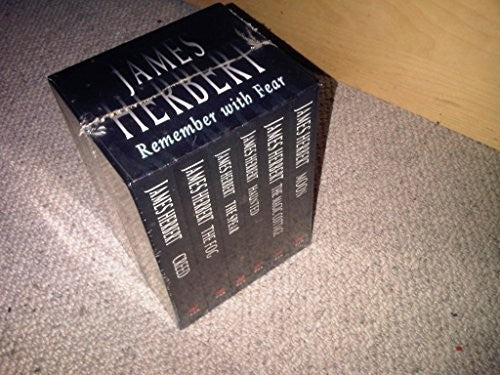 JAMES
HERBERT
Remember with Fear
JAMES HERBERT CREED
JAMES HERBERT THE FOG
JAMES HERBERT THE SPEAR
JAMES HERBERT HAUNTED
JAMES HERBERT THE MAGIC COTTAGE
JAMES HERBERT MOON